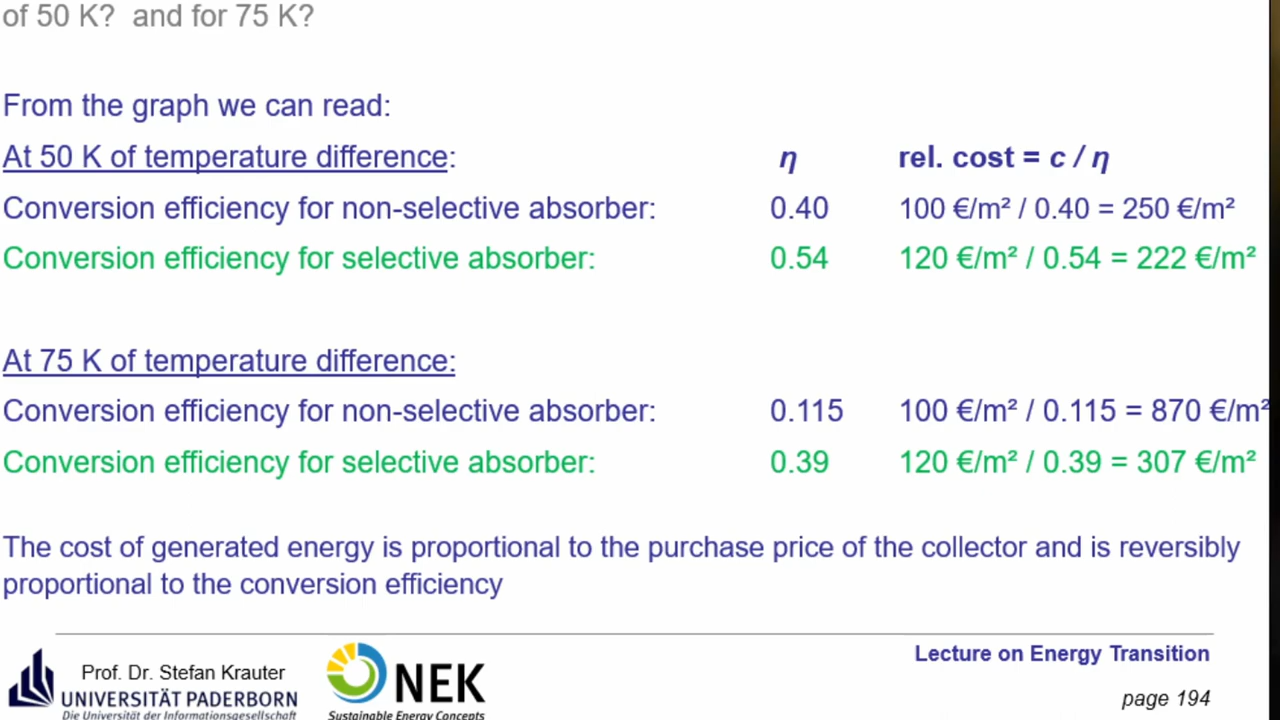 of 50 K?  and for 75 K?
From the graph we can read:
At 50 K of temperature difference: η rel. cost = c / η
Conversion efficiency for non-selective absorber: 0.40 100 €/m² / 0.40 = 250 €/m²
Conversion efficiency for selective absorber: 0.54 120 €/m² / 0.54 = 222 €/m²
At 75 K of temperature difference:
Conversion efficiency for non-selective absorber: 0.115 100 €/m² / 0.115 = 870 €/m²
Conversion efficiency for selective absorber: 0.39 120 €/m² / 0.39 = 307 €/m²
The cost of generated energy is proportional to the purchase price of the collector and is reversibly
proportional to the conversion efficiency
Prof. Dr. Stefan Krauter
UNIVERSITÄT PADERBORN
Die Universität der Informationsgesellschaft
NEK
Sustainable Energy Concepts
Lecture on Energy Transition
page 194